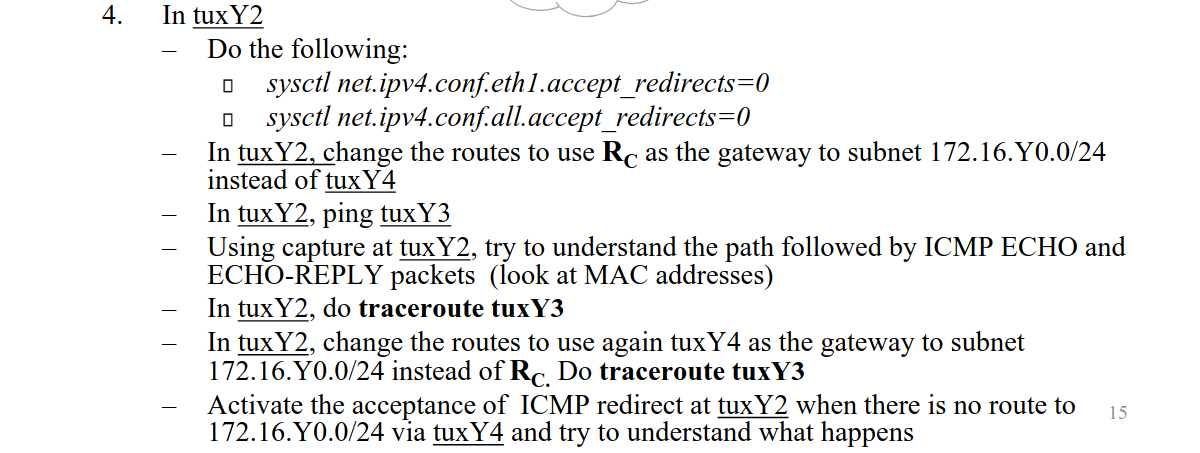 4. In tuxY2
– Do the following:
▯ sysctl net.ipv4.conf.eth1.accept_redirects=0
▯ sysctl net.ipv4.conf.all.accept_redirects=0
– In tuxY2, change the routes to use RC as the gateway to subnet 172.16.Y0.0/24
instead of tuxY4
– In tuxY2, ping tuxY3
– Using capture at tuxY2, try to understand the path followed by ICMP ECHO and
ECHO-REPLY packets (look at MAC addresses)
– In tuxY2, do traceroute tuxY3
– In tuxY2, change the routes to use again tuxY4 as the gateway to subnet
172.16.Y0.0/24 instead of RC. Do traceroute tuxY3
– Activate the acceptance of ICMP redirect at tuxY2 when there is no route to
172.16.Y0.0/24 via tuxY4 and try to understand what happens
15